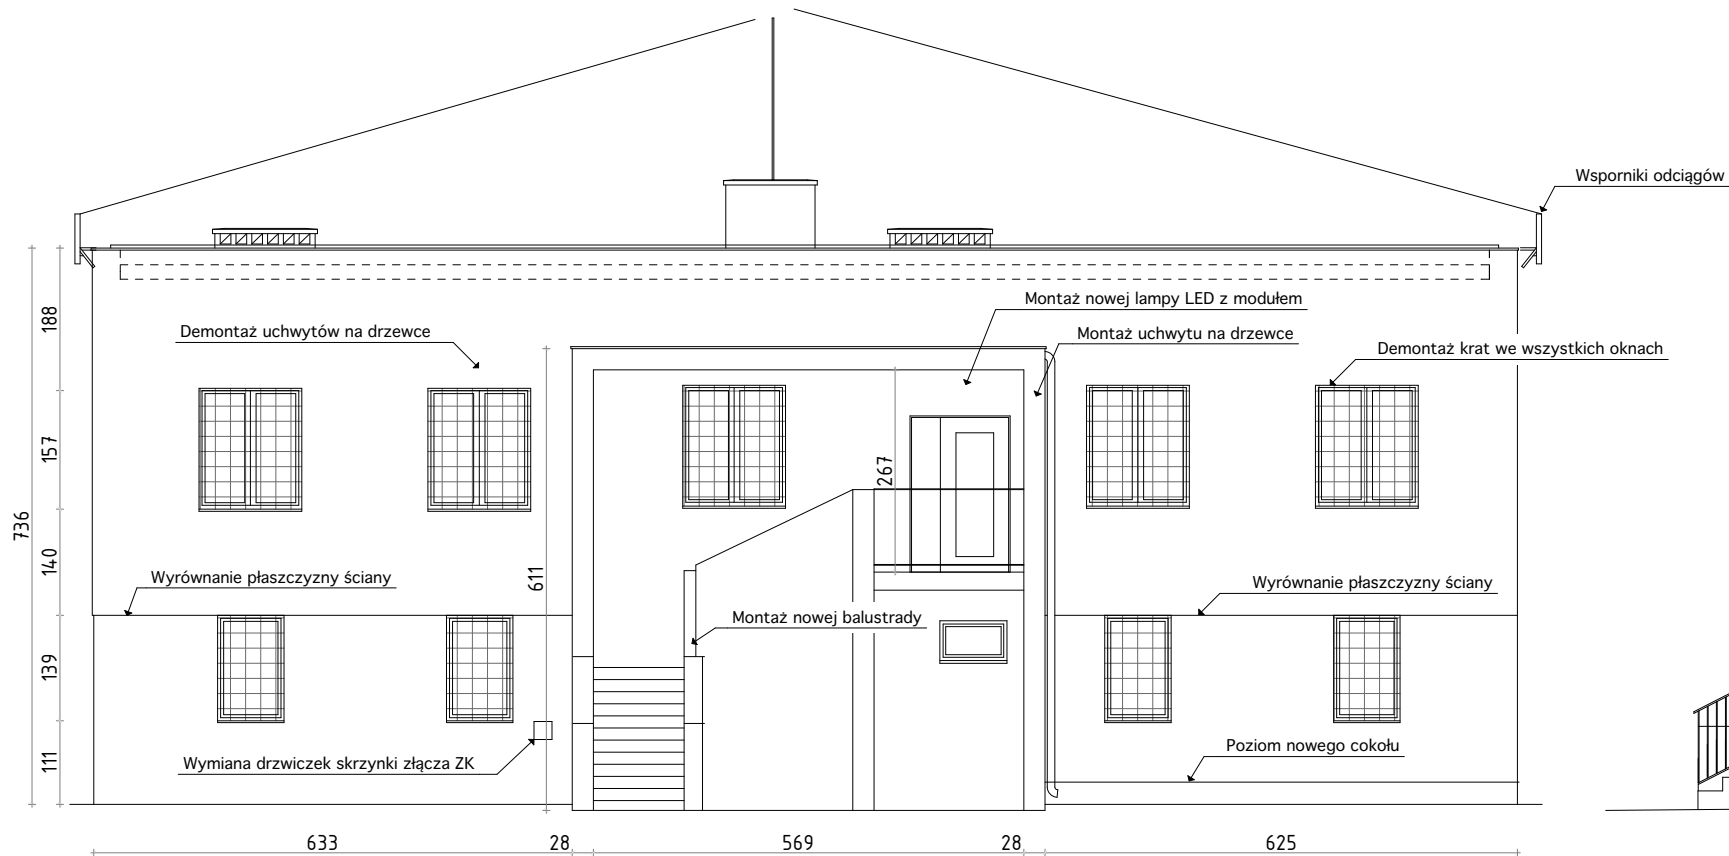 Wsporniki odciągów
Montaż nowej lampy LED z modułem
Demontaż uchwytów na drzewce
Montaż uchwytu na drzewce
Demontaż krat we wszystkich oknach
188
157
267
736
140
611
Wyrównanie płaszczyzny ściany
Wyrównanie płaszczyzny ściany
Montaż nowej balustrady
139
Poziom nowego cokołu
111
Wymiana drzwiczek skrzynki złącza ZK
633
28
569
28
625